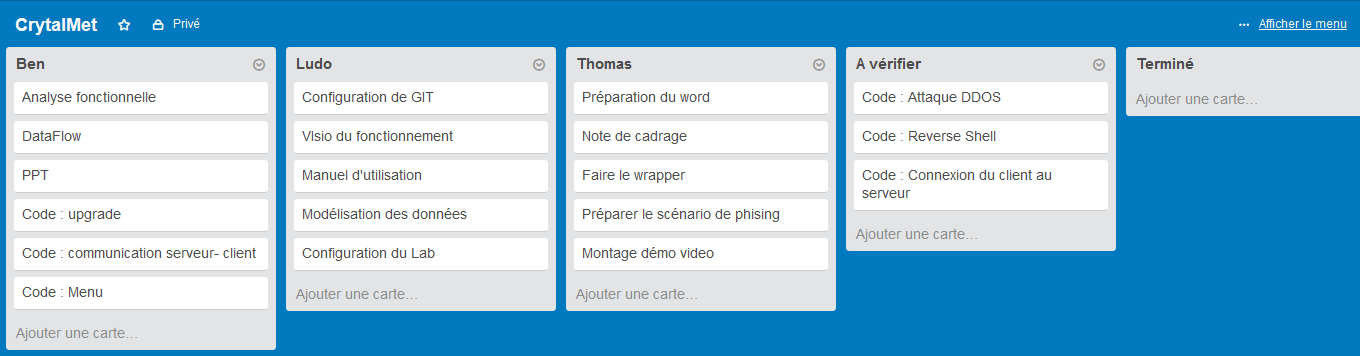 CrytalMet
Privé
Afficher le menu
Ben
Analyse fonctionnelle
DataFlow
PPT
Code : upgrade
Code : communication serveur- client
Code : Menu
Ajouter une carte...
Ludo
Configuration de GIT
VIsio du fonctionnement
Manuel d'utilisation
Modélisation des données
Configuration du Lab
Ajouter une carte...
Thomas
Préparation du word
Note de cadrage
Faire le wrapper
Préparer le scénario de phising
Montage démo video
Ajouter une carte...
A vérifier
Code : Attaque DDOS
Code : Reverse Shell
Code : Connexion du client au
serveur
Ajouter une carte...
Terminé
Ajouter une carte...